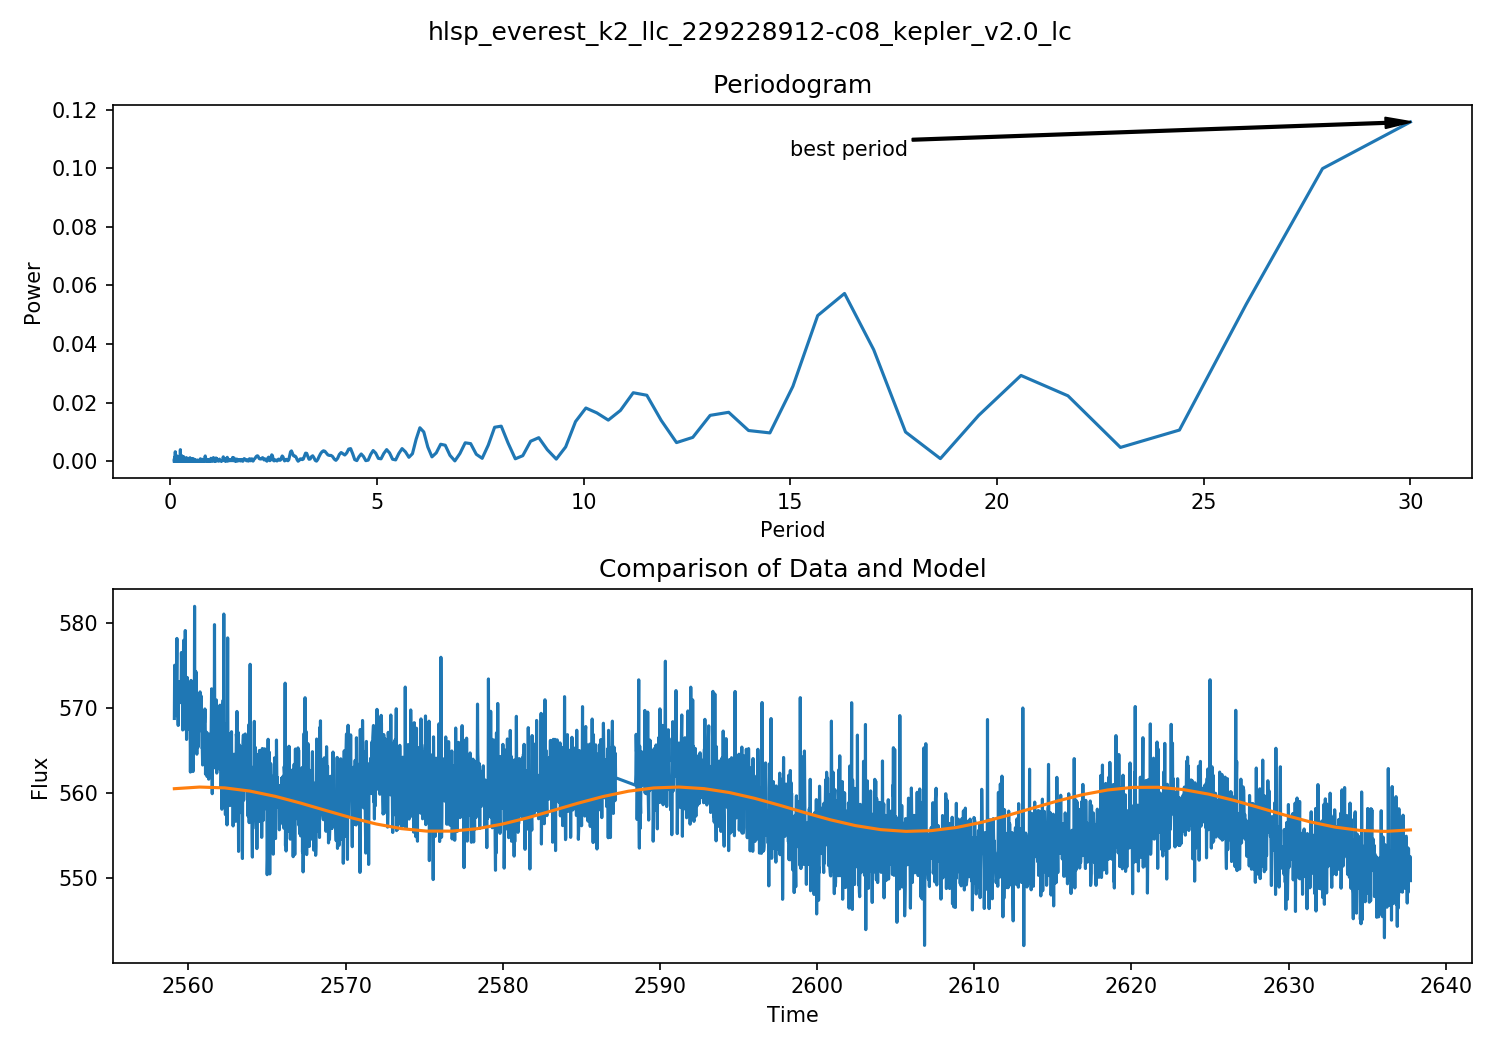 hlsp_everest_k2_llc_229228912-c08_kepler_v2.0_lc
Periodogram
0.12
0.10
0.08
0.06
0.04
0.02
0.00
Power
best period
0 5 10 15 20 25 30
Period
Comparison of Data and Model
580
570
560
550
Flux
2560 2570 2580 2590 2600 2610 2620 2630 2640
Time